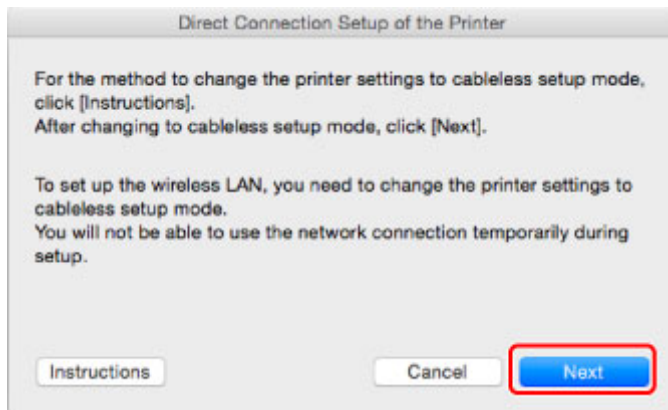 Direct Connection Setup of the Printer
For the method to change the printer settings to cableless setup mode,
click [Instructions].
After changing to cableless setup mode, click [Next].
To set up the wireless LAN, you need to change the printer settings to
cableless setup mode.
You will not be able to use the network connection temporarily during
setup.
Instructions
Cancel
Next